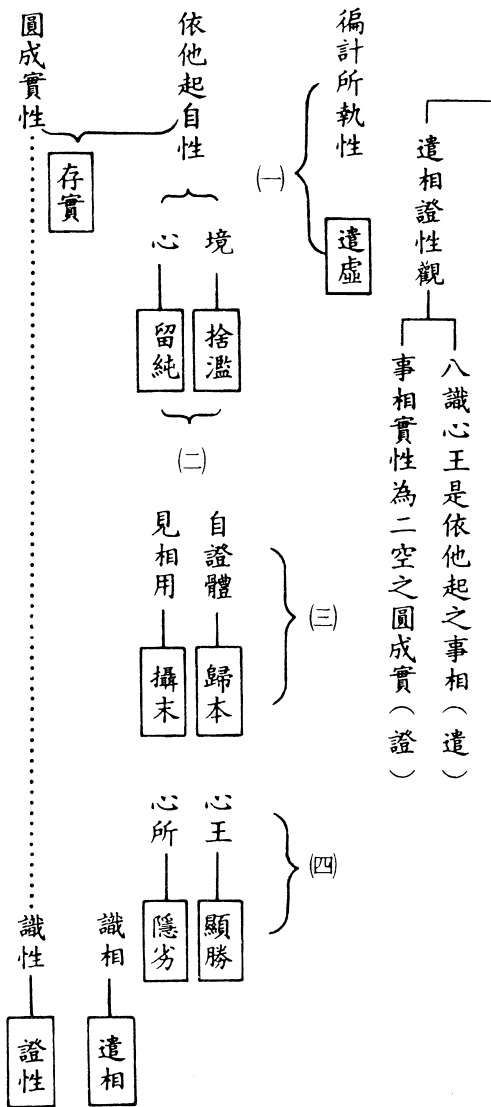 遣相證性觀
八識心王是依他起之事相（遣）
事相實性為二空之圓成實（證）
徧計所執性
遣虛
㈠
依他起自性
圓成實性
存實
境
捨濫
心
留純
㈡
自證體
歸本
見相用
攝末
㈢
心王
顯勝
心所
隱劣
㈣
識相
遣相
識性
證性